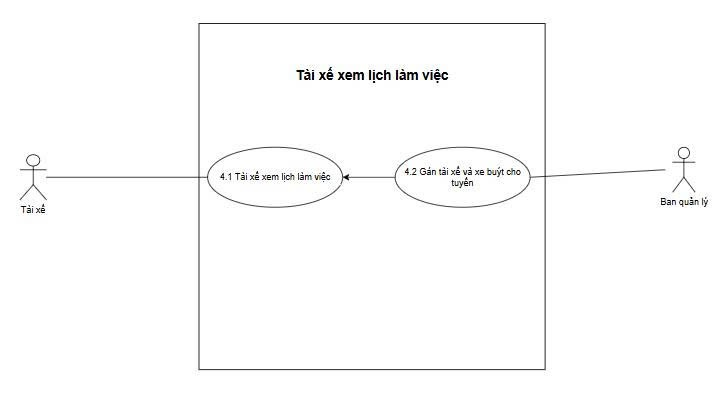 Tài xế xem lịch làm việc
4.1 Tài xế xem lịch làm việc
4.2 Gán tài xế và xe buýt cho
tuyến
Tài xế
Ban quản lý